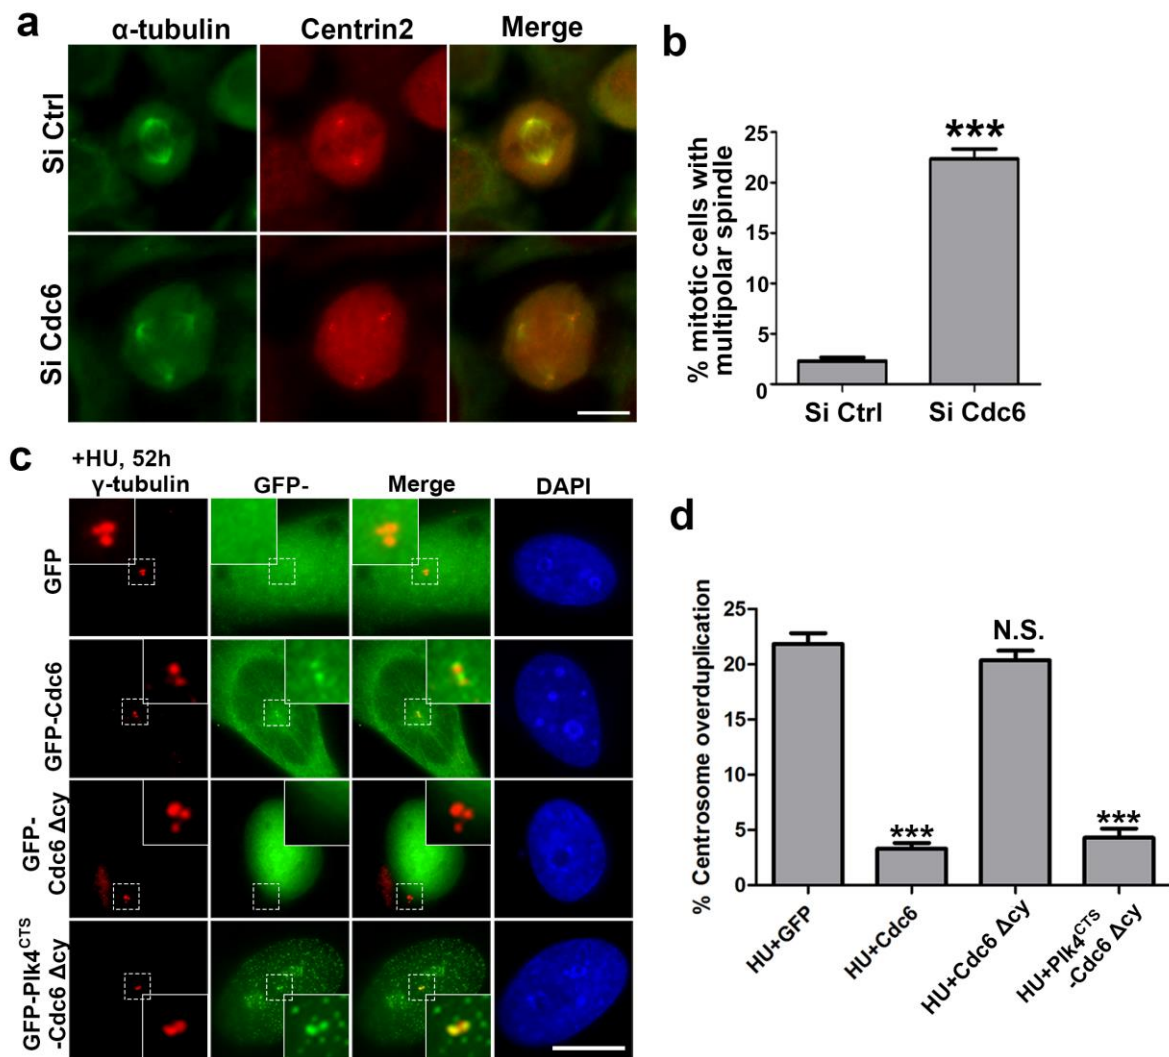 a
α-tubulin Centrin2 Merge
Si Ctrl
Si Cdc6
b
% mitotic cells with
multipolar spindle
25
20
15
10
5
0
***
Si Ctrl Si Cdc6
c
+HU, 52h
γ-tubulin GFP- Merge DAPI
GFP
GFP-Cdc6
GFP-
Cdc6 Δcy
GFP-Plk4CTS
-Cdc6 Δcy
d
% Centrosome overduplication
25
20
15
10
5
0
***
N.S.
***
HU+GFP
HU+Cdc6
HU+Cdc6 Δcy
HU+Plk4CTS
-Cdc6 Δcy